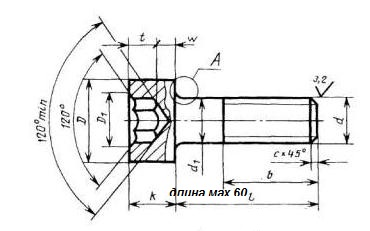 t w
A
3,2
120° min
120°
D
D₁
d₁
d
c × 45°
b
k
длина мах 60
l